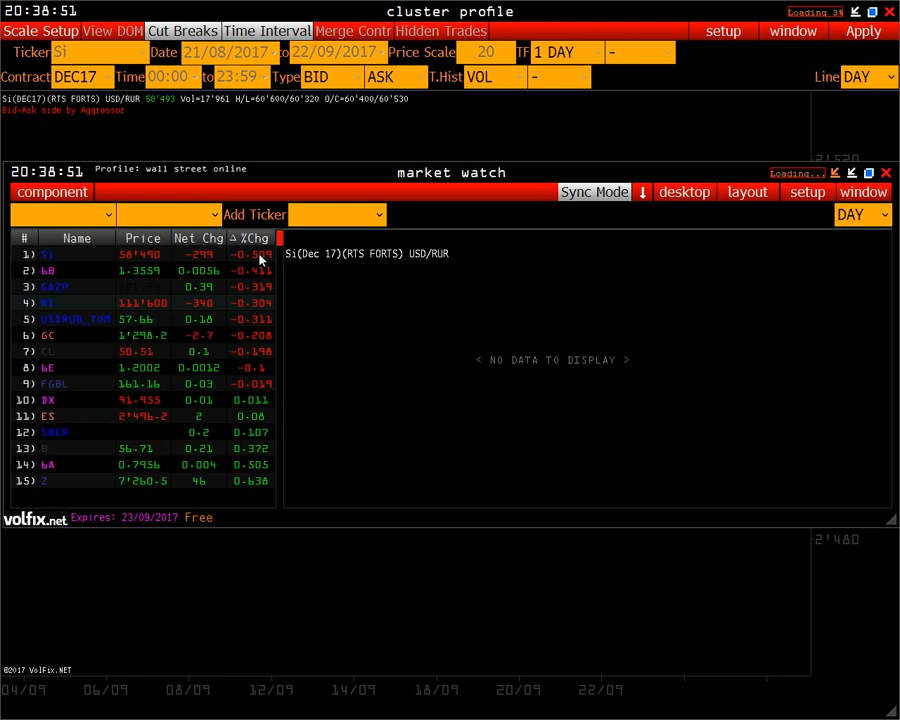 20:38:51 cluster profile Loading 3%
Scale Setup View DOM Cut Breaks Time Interval Merge Contr Hidden Trades setup window Apply
Ticker Si Date 21/08/2017 to 22/09/2017 Price Scale 20 TF 1 DAY -
Contract DEC17 Time 00:00 to 23:59 Type BID ASK T.Hist VOL - Line DAY
Si(DEC17)(RTS FORTS) USD/RUR 58'493 Vol=17'961 H/L=60'600/60'320 O/C=60'400/60'530
Bid-Ask side by Aggressor
2'520
20:38:51 Profile: wall street online market watch Loading...
component Sync Mode ↓ desktop layout setup window
Add Ticker DAY
# Name Price Net Chg △ %Chg
1) Si 58'490 -299 -0.509
2) 6B 1.3559 0.0056 -0.411
3) GAZP 0.39 -0.319
4) RI 111'600 -340 -0.304
5) USDRUB_TOM 57.66 0.18 -0.311
6) GC 1'298.2 -2.7 -0.208
7) CL 50.51 0.1 -0.198
8) 6E 1.2002 0.0012 -0.1
9) FGBL 161.16 0.03 -0.019
10) DX 91.955 0.01 0.011
11) ES 2'496.2 2 0.08
12) SBER 0.2 0.107
13) B 56.71 0.21 0.372
14) 6A 0.7956 0.004 0.505
15) Z 7'260.5 46 0.638
Si(Dec 17)(RTS FORTS) USD/RUR
< NO DATA TO DISPLAY >
volfix.net Expires: 23/09/2017 Free
2'480
©2017 VolFix.NET
04/09 06/09 08/09 12/09 14/09 18/09 20/09 22/09